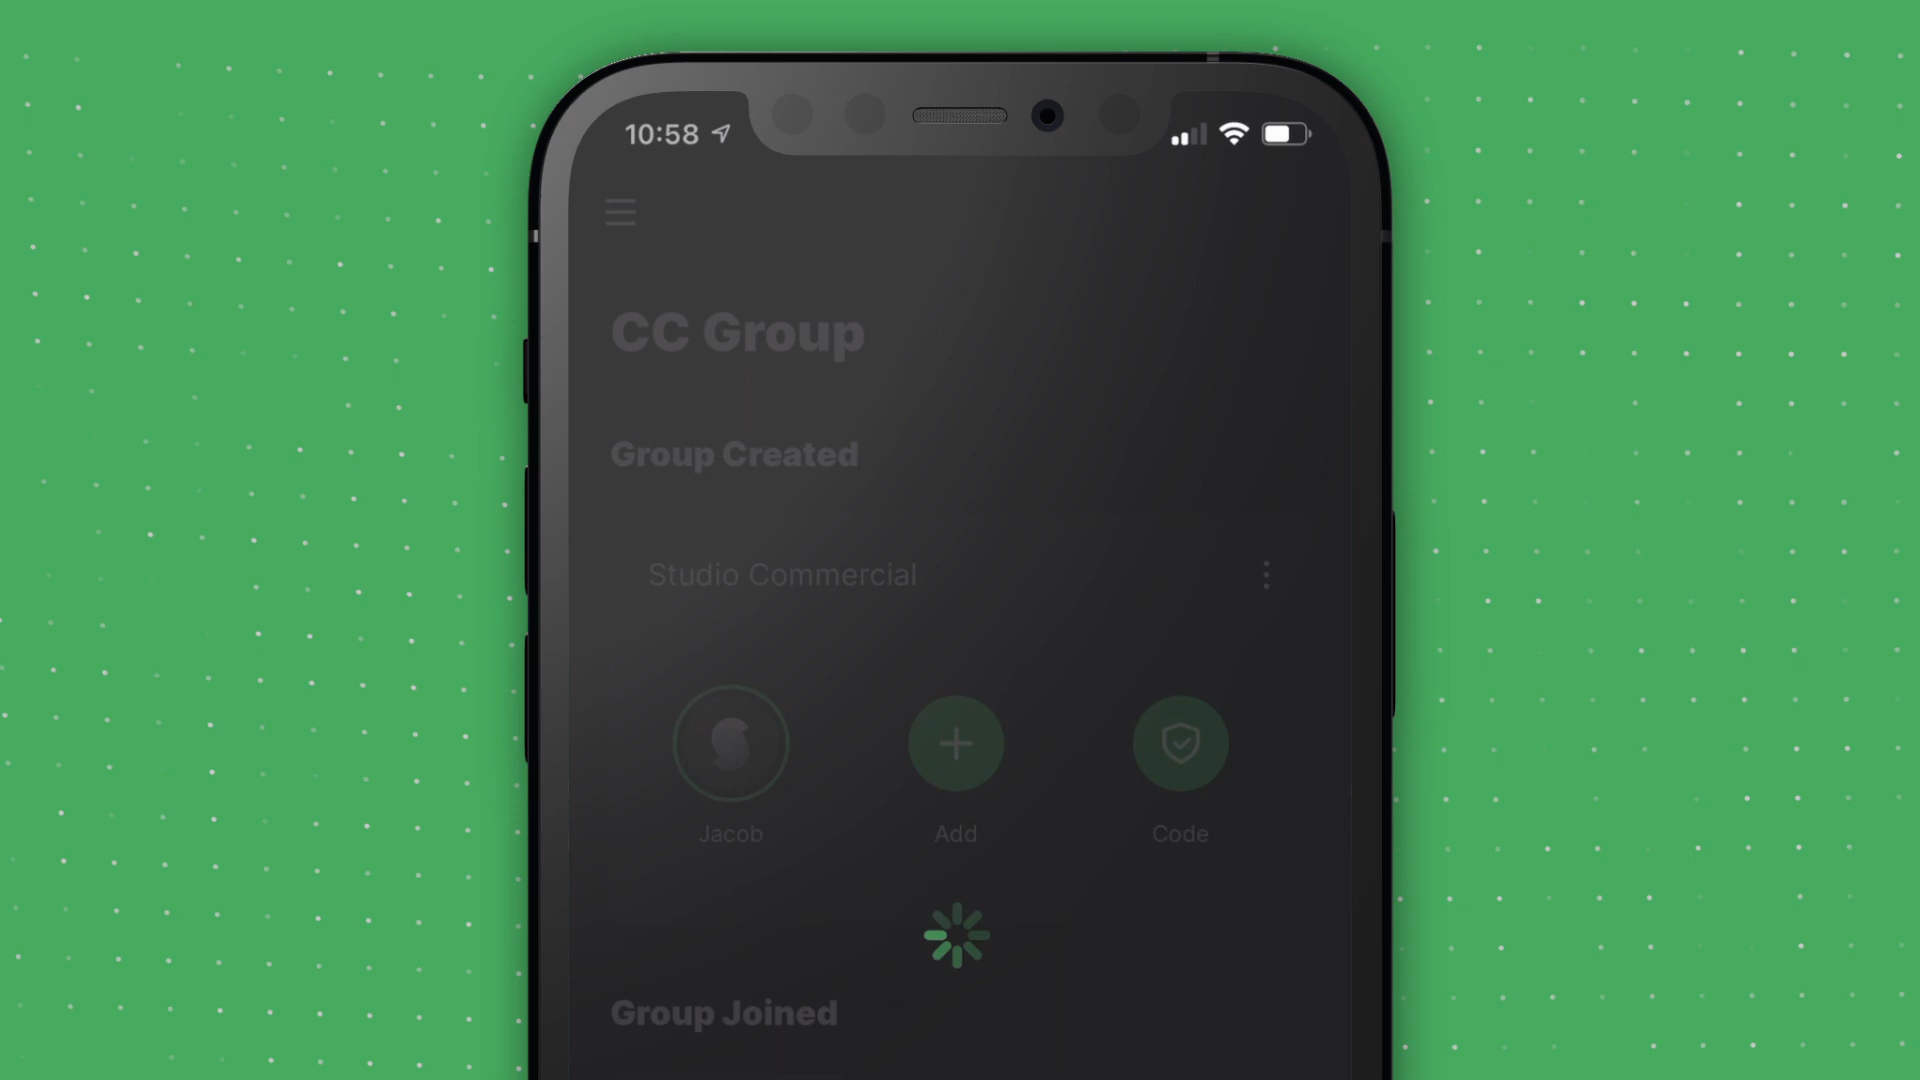 10:58
CC Group
Group Created
Studio Commercial
Jacob
Add
Code
Group Joined